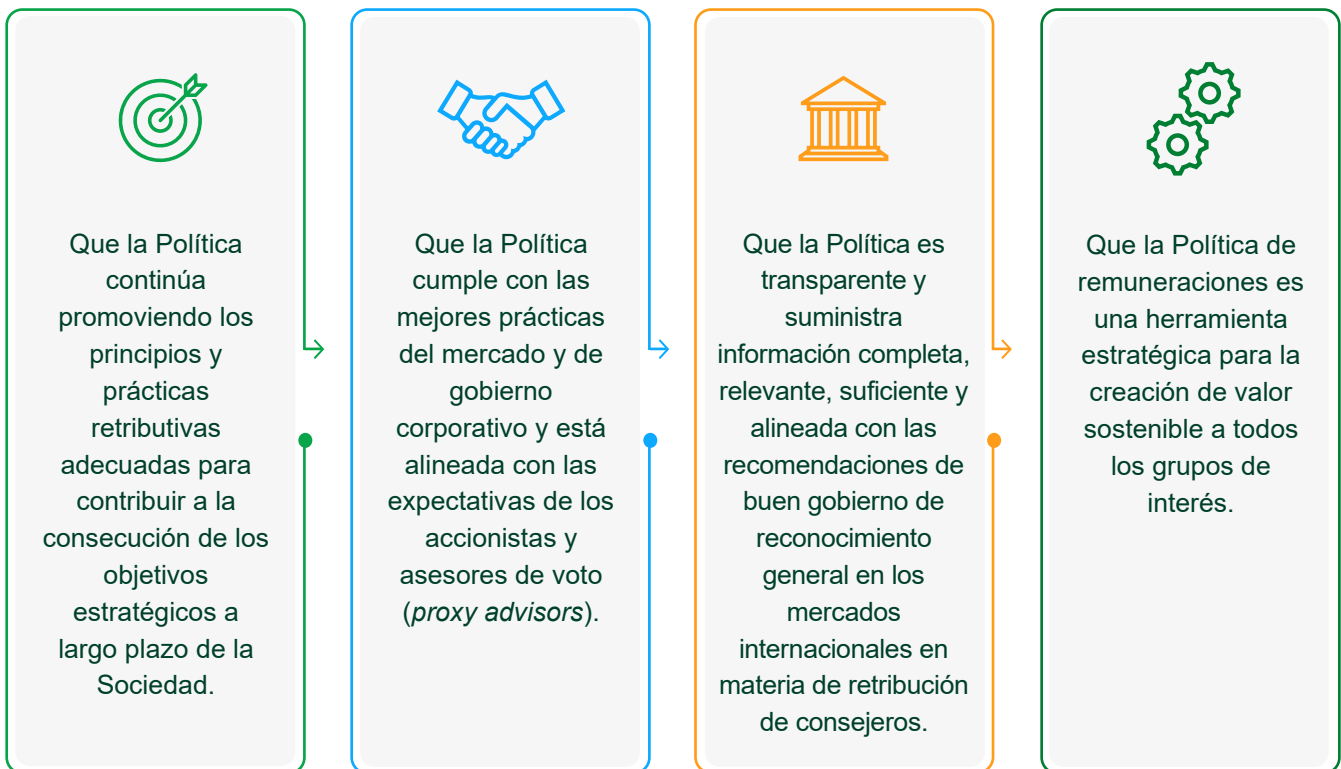 Que la Política
continúa
promoviendo los
principios y
prácticas
retributivas
adecuadas para
contribuir a la
consecución de los
objetivos
estratégicos a
largo plazo de la
Sociedad.
Que la Política
cumple con las
mejores prácticas
del mercado y de
gobierno
corporativo y está
alineada con las
expectativas de los
accionistas y
asesores de voto
(proxy advisors).
Que la Política es
transparente y
suministra
información completa,
relevante, suficiente y
alineada con las
recomendaciones de
buen gobierno de
reconocimiento
general en los
mercados
internacionales en
materia de retribución
de consejeros.
Que la Política de
remuneraciones es
una herramienta
estratégica para la
creación de valor
sostenible a todos
los grupos de
interés.